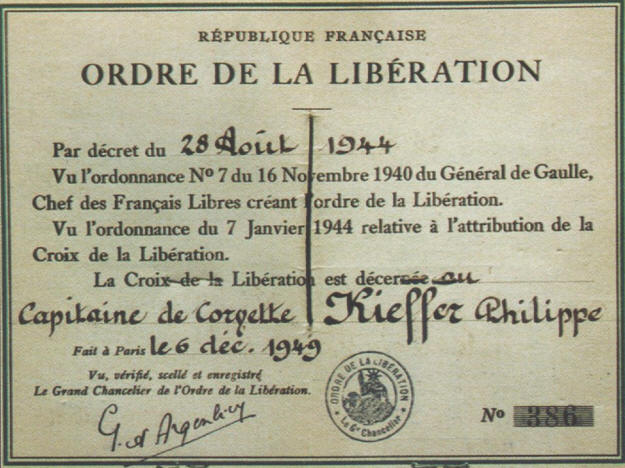 RÉPUBLIQUE FRANÇAISE
ORDRE DE LA LIBÉRATION
Par décret du 28 Août 1944
Vu l'ordonnance Nº 7 du 16 Novembre 1940 du Général de Gaulle,
Chef des Français Libres créant l'ordre de la Libération.
Vu l'ordonnance du 7 Janvier 1944 relative à l'attribution de la
Croix de la Libération.
La Croix de la Libération est décernée au
Capitaine de Corvette Kieffer Philippe
Fait à Paris le 6 déc. 1949
Vu, vérifié, scellé et enregistré
Le Grand Chancelier de l'Ordre de la Libération.
G. d'Argenlieu
ORDRE DE LA LIBÉRATION
Le Gd Chancelier
Nº 386